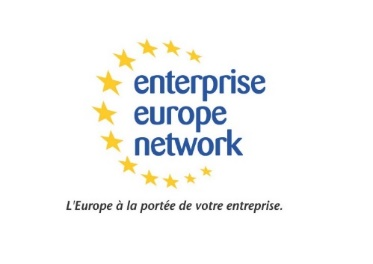 enterprise
europe
network
L'Europe à la portée de votre entreprise.